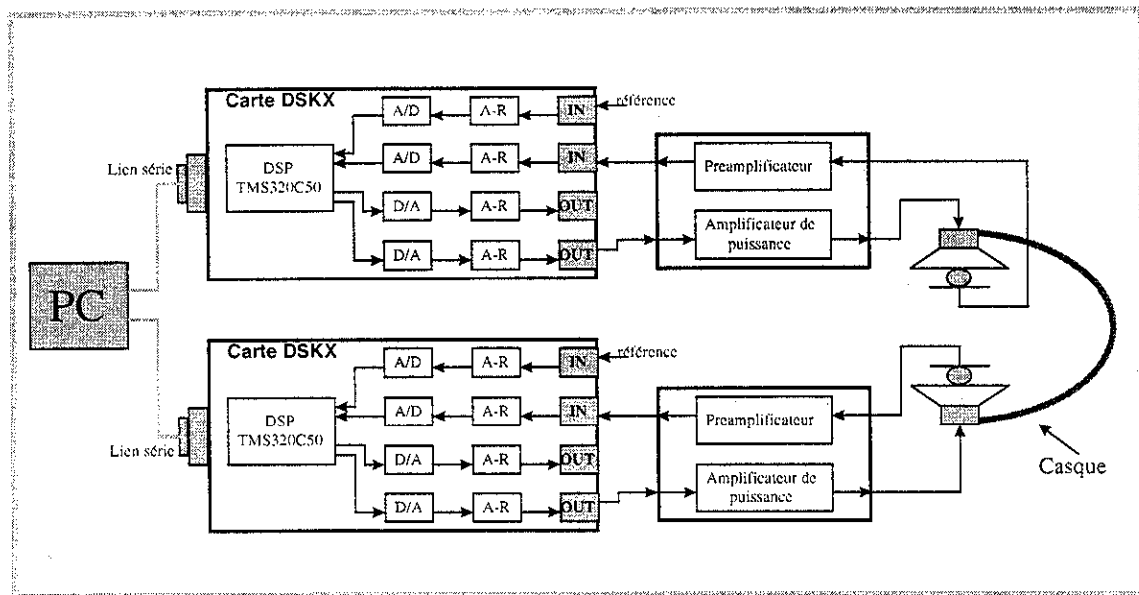 Carte DSKX
A/D
A-R
IN
référence
Lien série
DSP
TMS320C50
A/D
A-R
IN
Preamplificateur
D/A
A-R
OUT
Amplificateur de
puissance
D/A
A-R
OUT
PC
Carte DSKX
A/D
A-R
IN
référence
DSP
TMS320C50
A/D
A-R
IN
Preamplificateur
Lien série
D/A
A-R
OUT
Casque
Amplificateur de
puissance
D/A
A-R
OUT